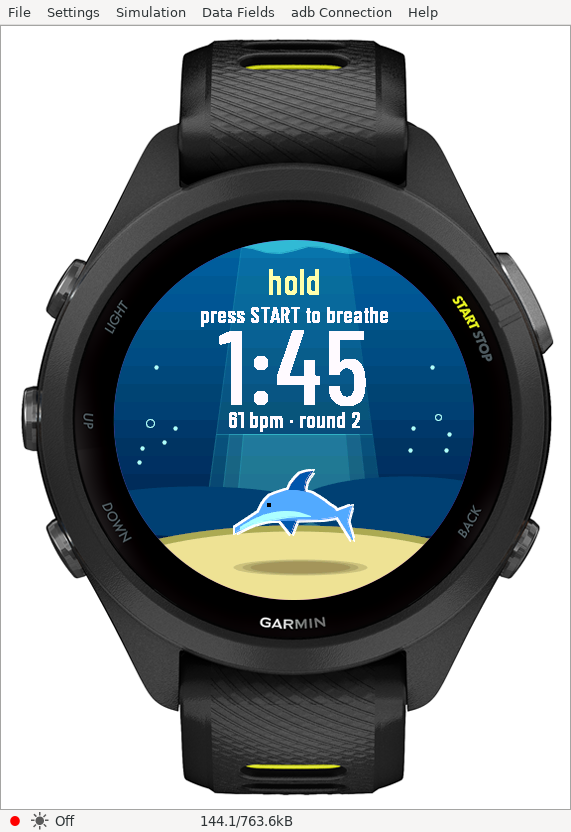 File Settings Simulation Data Fields adb Connection Help
hold
press START to breathe
1:45
61 bpm · round 2
LIGHT
START STOP
UP
DOWN
BACK
GARMIN
Off 144.1/763.6kB